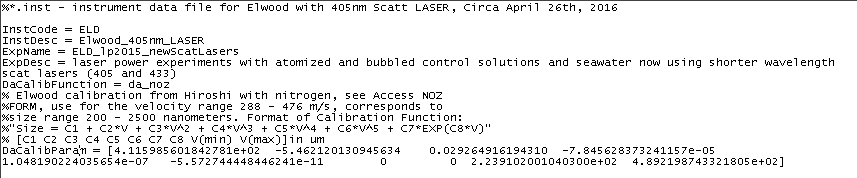 %*.inst - instrument data file for Elwood with 405nm Scatt LASER, Circa April 26th, 2016
InstCode = ELD
InstDesc = Elwood_405nm_LASER
ExpName = ELD_lp2015_newScatLasers
ExpDesc = laser power experiments with atomized and bubbled control solutions and seawater now using shorter wavelength
scat lasers (405 and 433)
DaCalibFunction = da_noz
% Elwood calibration from Hiroshi with nitrogen, see Access NOZ
%FORM, use for the velocity range 288 - 476 m/s, corresponds to
%size range 200 - 2500 nanometers. Format of Calibration Function:
%"Size = C1 + C2*V + C3*V^2 + C4*V^3 + C5*V^4 + C6*V^5 + C7*EXP(C8*V)"
% [C1 C2 C3 C4 C5 C6 C7 C8 V(min) V(max)]in um
DaCalibParam = [4.115985601842781e+02 -5.462120130945634 0.029264916194310 -7.845628373241157e-05
1.048190224035654e-07 -5.572744448446241e-11 0 0 2.239102001040300e+02 4.892198743321805e+02]